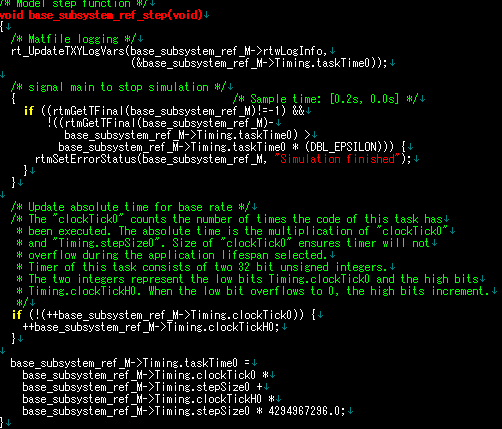 /* Model step function */↓
void base_subsystem_ref_step(void)↓
{↓
/* Matfile logging */↓
rt_UpdateTXYLogVars(base_subsystem_ref_M->rtwLogInfo,↓
(&base_subsystem_ref_M->Timing.taskTime0));↓
↓
/* signal main to stop simulation */↓
{ /* Sample time: [0.2s, 0.0s] */↓
if ((rtmGetTFinal(base_subsystem_ref_M)!=-1) &&↓
!((rtmGetTFinal(base_subsystem_ref_M)-↓
base_subsystem_ref_M->Timing.taskTime0) >↓
base_subsystem_ref_M->Timing.taskTime0 * (DBL_EPSILON))) {↓
rtmSetErrorStatus(base_subsystem_ref_M, "Simulation finished");↓
}↓
}↓
↓
/* Update absolute time for base rate */↓
/* The "clockTick0" counts the number of times the code of this task has↓
* been executed. The absolute time is the multiplication of "clockTick0"↓
* and "Timing.stepSize0". Size of "clockTick0" ensures timer will not↓
* overflow during the application lifespan selected.↓
* Timer of this task consists of two 32 bit unsigned integers.↓
* The two integers represent the low bits Timing.clockTick0 and the high bits↓
* Timing.clockTickH0. When the low bit overflows to 0, the high bits increment.↓
*/↓
if (!(++base_subsystem_ref_M->Timing.clockTick0)) {↓
++base_subsystem_ref_M->Timing.clockTickH0;↓
}↓
↓
base_subsystem_ref_M->Timing.taskTime0 =↓
base_subsystem_ref_M->Timing.clockTick0 *↓
base_subsystem_ref_M->Timing.stepSize0 +↓
base_subsystem_ref_M->Timing.clockTickH0 *↓
base_subsystem_ref_M->Timing.stepSize0 * 4294967296.0;↓
}↓